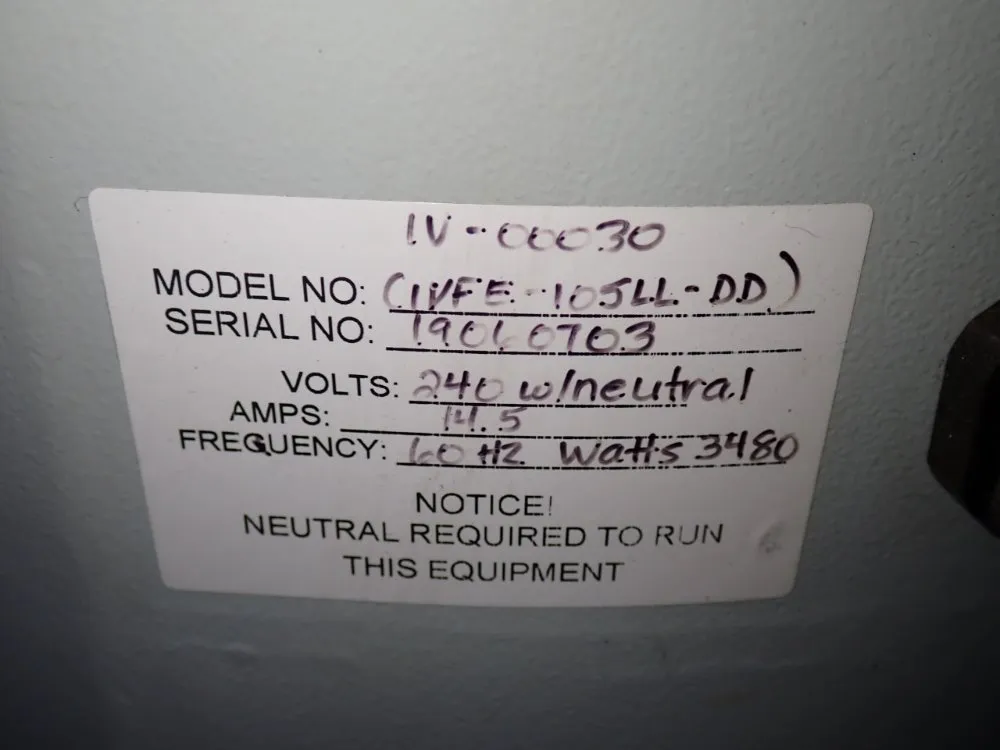 IV-00030
MODEL NO: (IVFE-105LL-DD)
SERIAL NO: 19060703
VOLTS: 240 w/neutral
AMPS: 14.5
FREQUENCY: 60 HZ Watts 3480
NOTICE!
NEUTRAL REQUIRED TO RUN
THIS EQUIPMENT